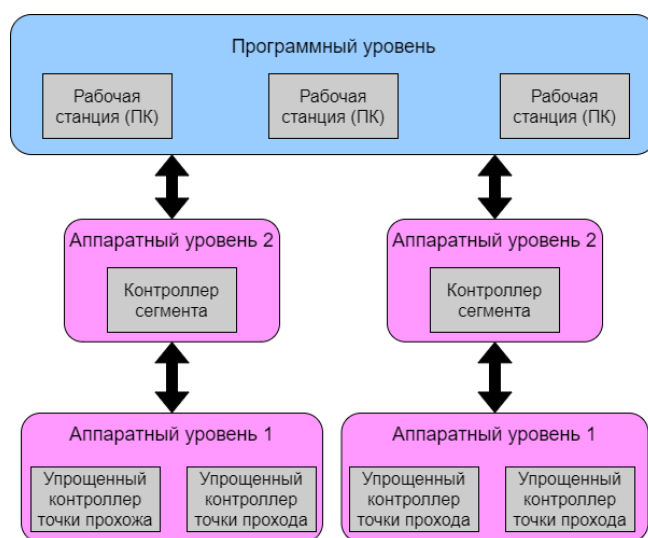 Программный уровень
Рабочая
станция (ПК)
Рабочая
станция (ПК)
Рабочая
станция (ПК)
Аппаратный уровень 2
Контроллер
сегмента
Аппаратный уровень 2
Контроллер
сегмента
Аппаратный уровень 1
Упрощенный
контроллер
точки прохожа
Упрощенный
контроллер
точки прохода
Аппаратный уровень 1
Упрощенный
контроллер
точки прохода
Упрощенный
контроллер
точки прохода